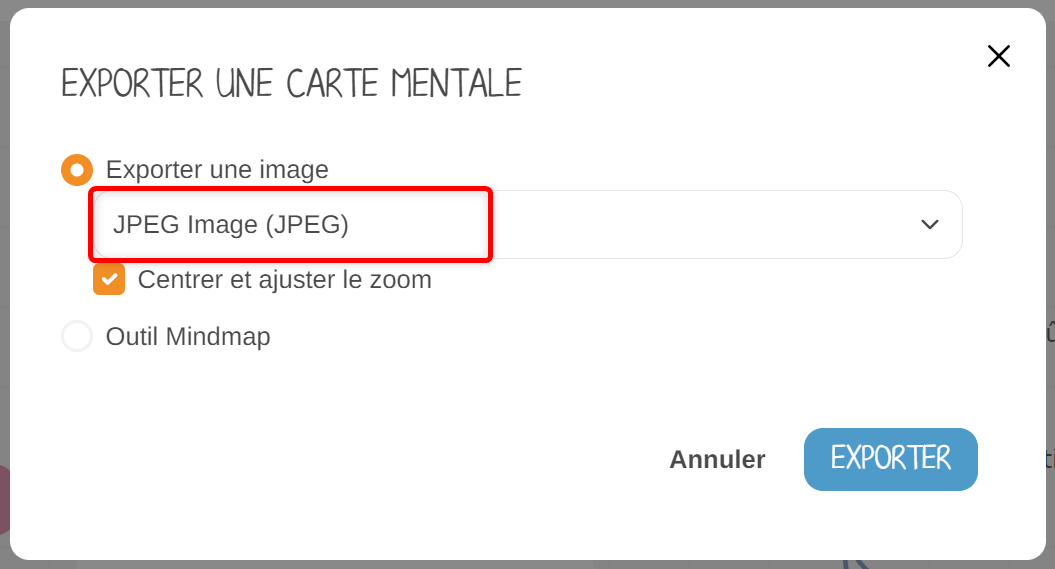 EXPORTER UNE CARTE MENTALE
Exporter une image
JPEG Image (JPEG)
Centrer et ajuster le zoom
Outil Mindmap
Annuler
EXPORTER